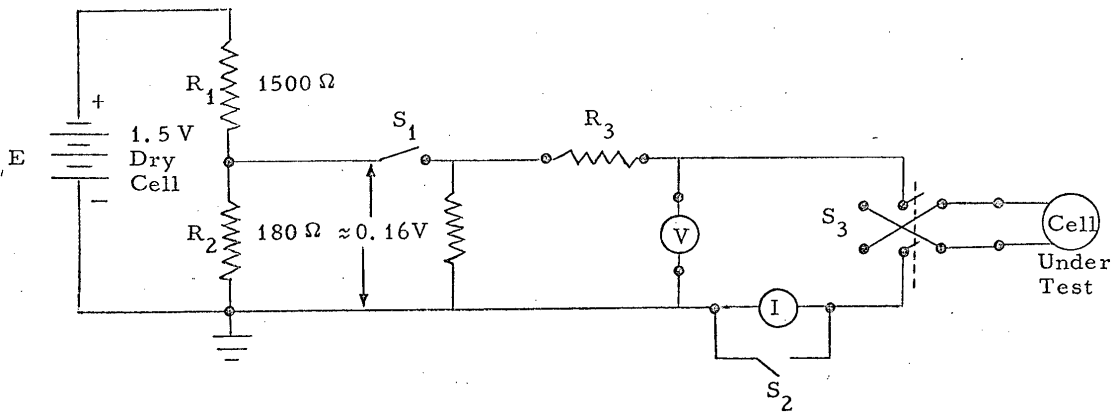 R1 1500 Ω
+
E
1.5 V
Dry
Cell
−
S1
R3
R2 180 Ω ≈0.16V
V
S3
Cell
Under
Test
I
S2